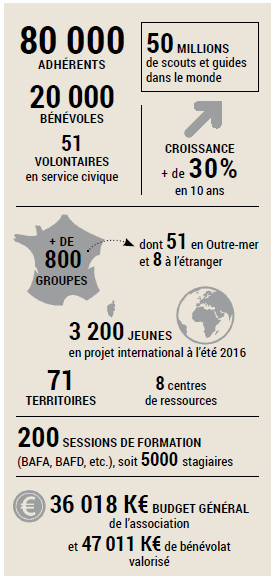 80 000
ADHÉRENTS
20 000
BÉNÉVOLES
51
VOLONTAIRES
en service civique
50 MILLIONS
de scouts et guides
dans le monde
CROISSANCE
+ de 30%
en 10 ans
+ DE
800
GROUPES
dont 51 en Outre-mer
et 8 à l'étranger
3 200 JEUNES
en projet international à l'été 2016
71
TERRITOIRES
8 centres
de ressources
200 SESSIONS DE FORMATION
(BAFA, BAFD, etc.), soit 5000 stagiaires
€ 36 018 K€ BUDGET GÉNÉRAL
de l'association
et 47 011 K€ de bénévolat
valorisé